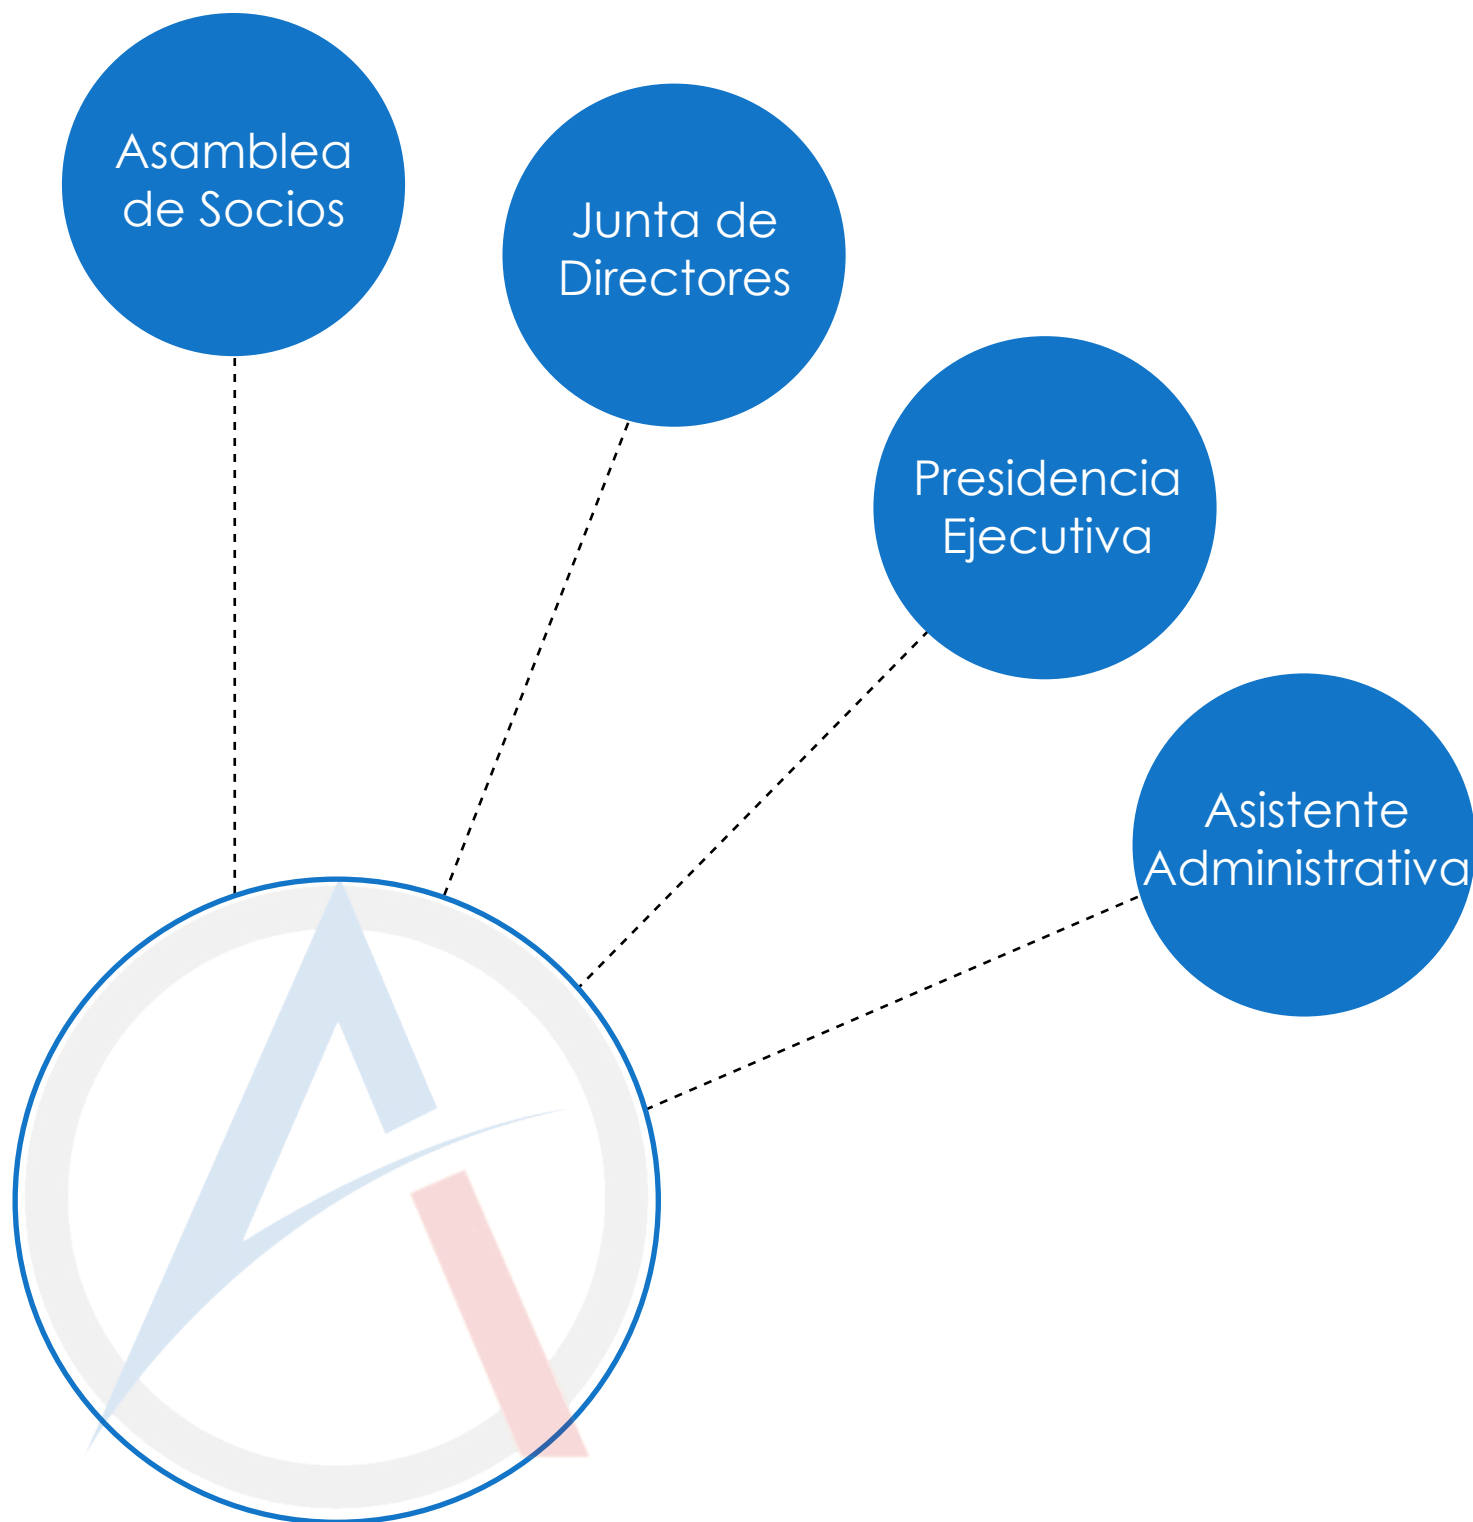 Asamblea
de Socios
Junta de
Directores
Presidencia
Ejecutiva
Asistente
Administrativa